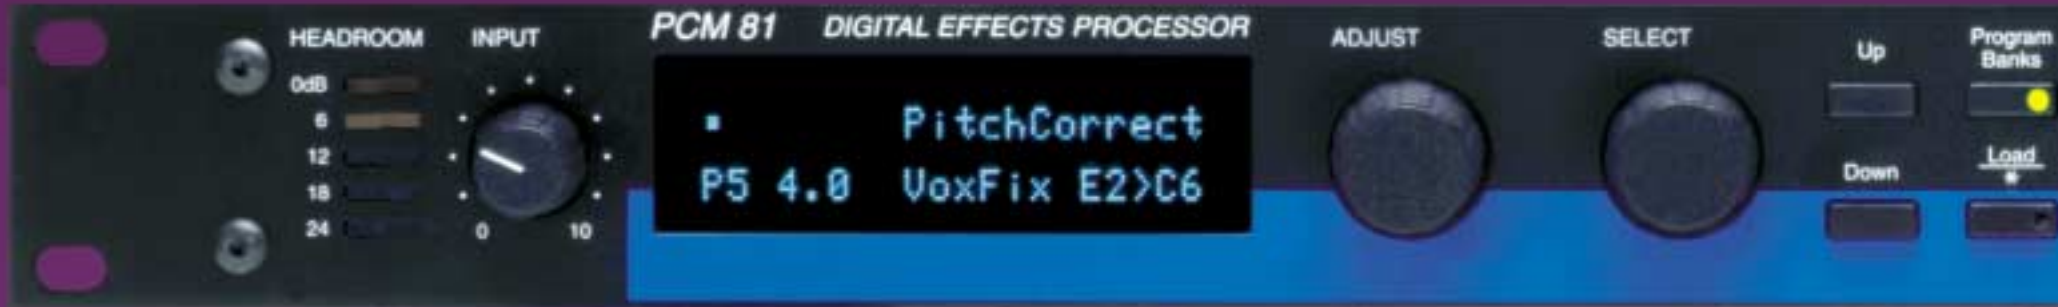 HEADROOM
0dB
6
12
18
24
INPUT
0
10
PCM 81 DIGITAL EFFECTS PROCESSOR
PitchCorrect
P5 4.0 VoxFix E2>C6
ADJUST
SELECT
Up
Down
Program
Banks
Load
*